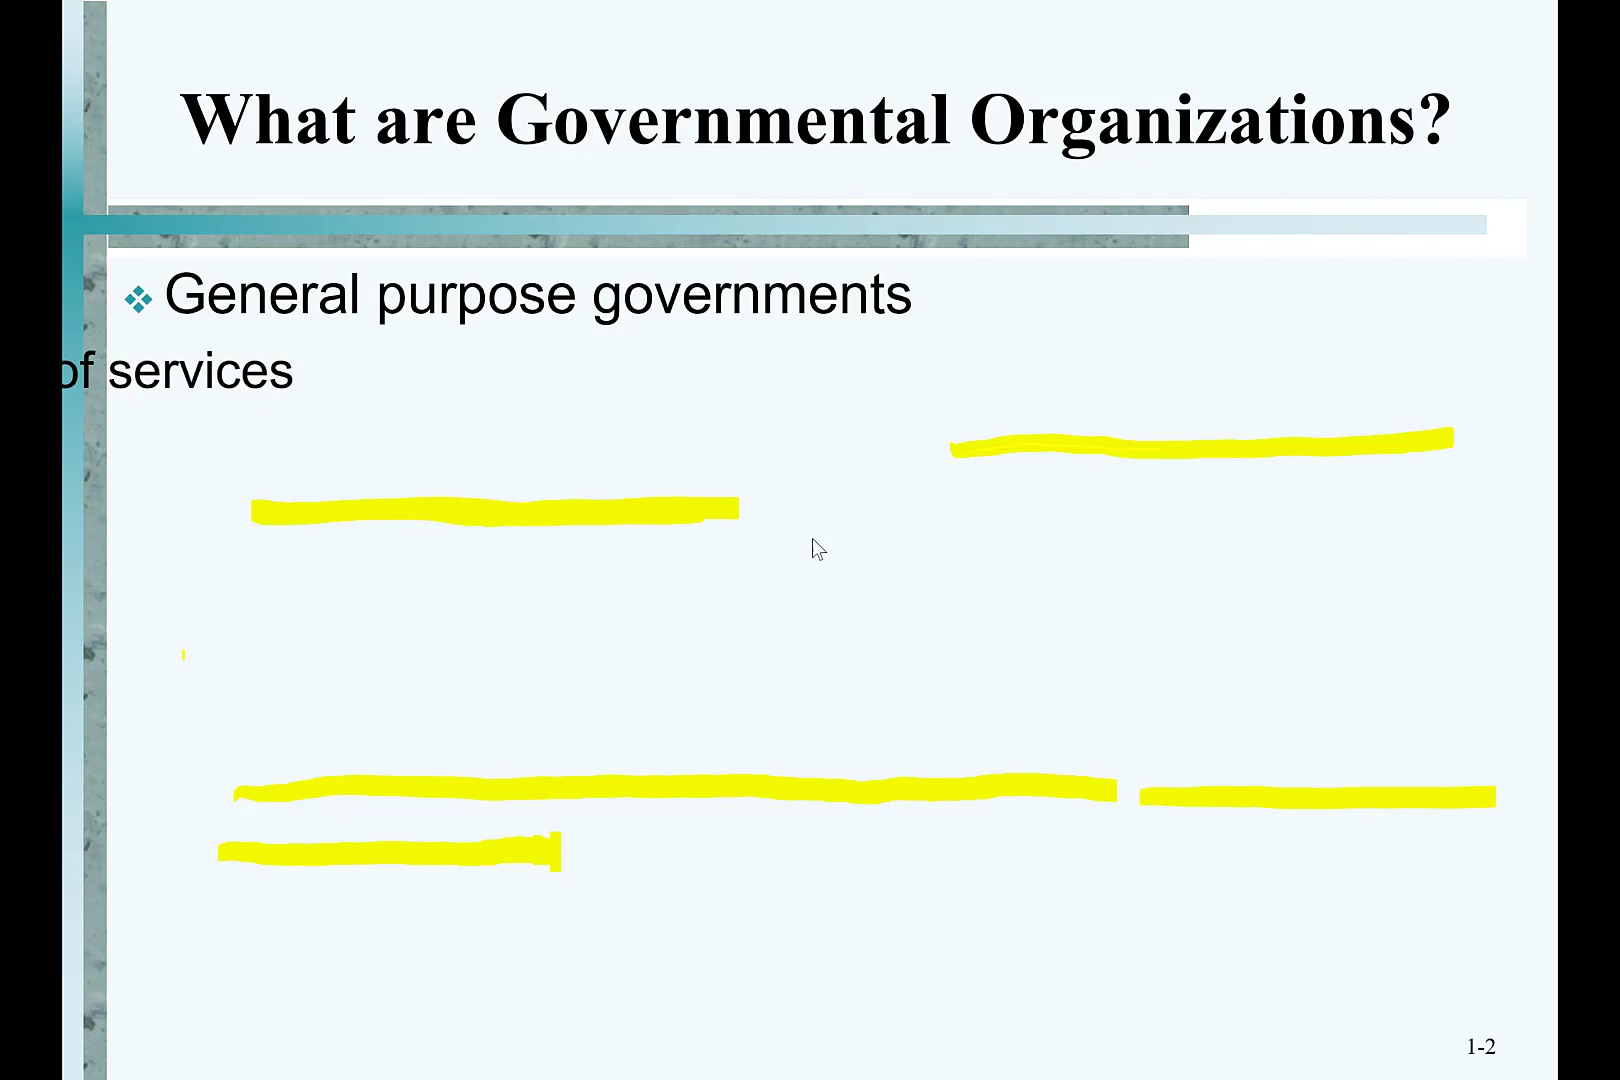 What are Governmental Organizations?
General purpose governments
of services
1-2